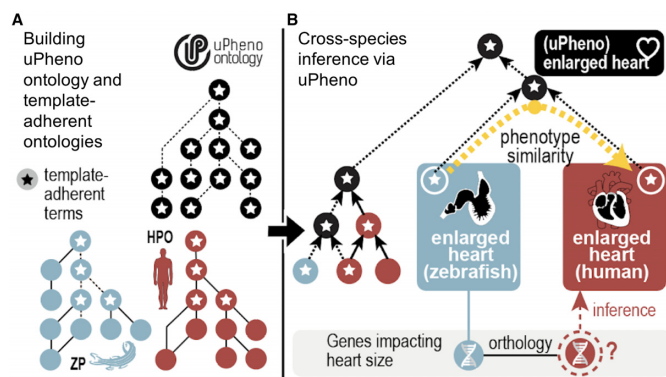 A
Building
uPheno
ontology and
template-
adherent
ontologies
uPheno
ontology
template-
adherent
terms
HPO
ZP
B
Cross-species
inference via
uPheno
(uPheno)
enlarged heart
phenotype
similarity
enlarged
heart
(zebrafish)
enlarged
heart
(human)
inference
Genes impacting
heart size
orthology
?